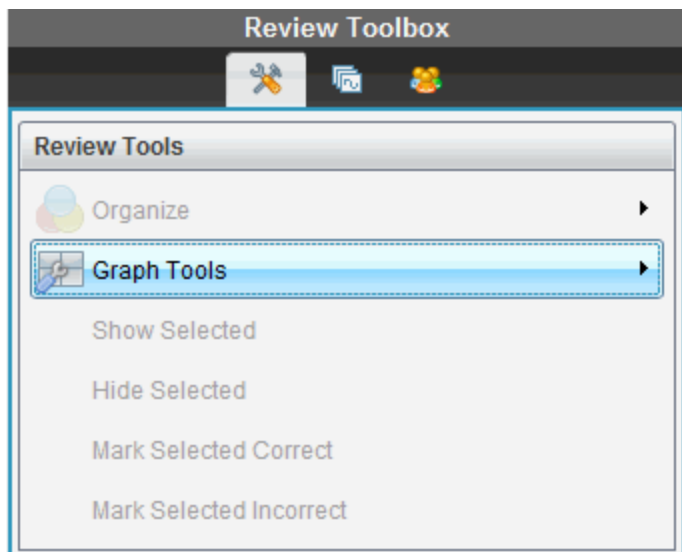 Review Toolbox
Review Tools
Organize
Graph Tools
Show Selected
Hide Selected
Mark Selected Correct
Mark Selected Incorrect